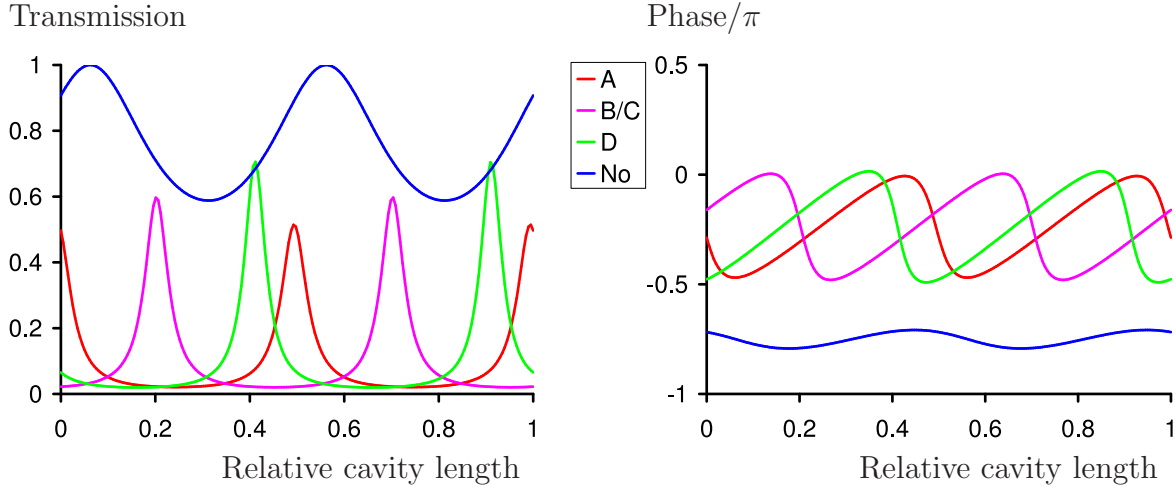 Transmission
1
0.8
0.6
0.4
0.2
0
0 0.2 0.4 0.6 0.8 1
Relative cavity length
A
B/C
D
No
Phase/π
0.5
0
-0.5
-1
0 0.2 0.4 0.6 0.8 1
Relative cavity length